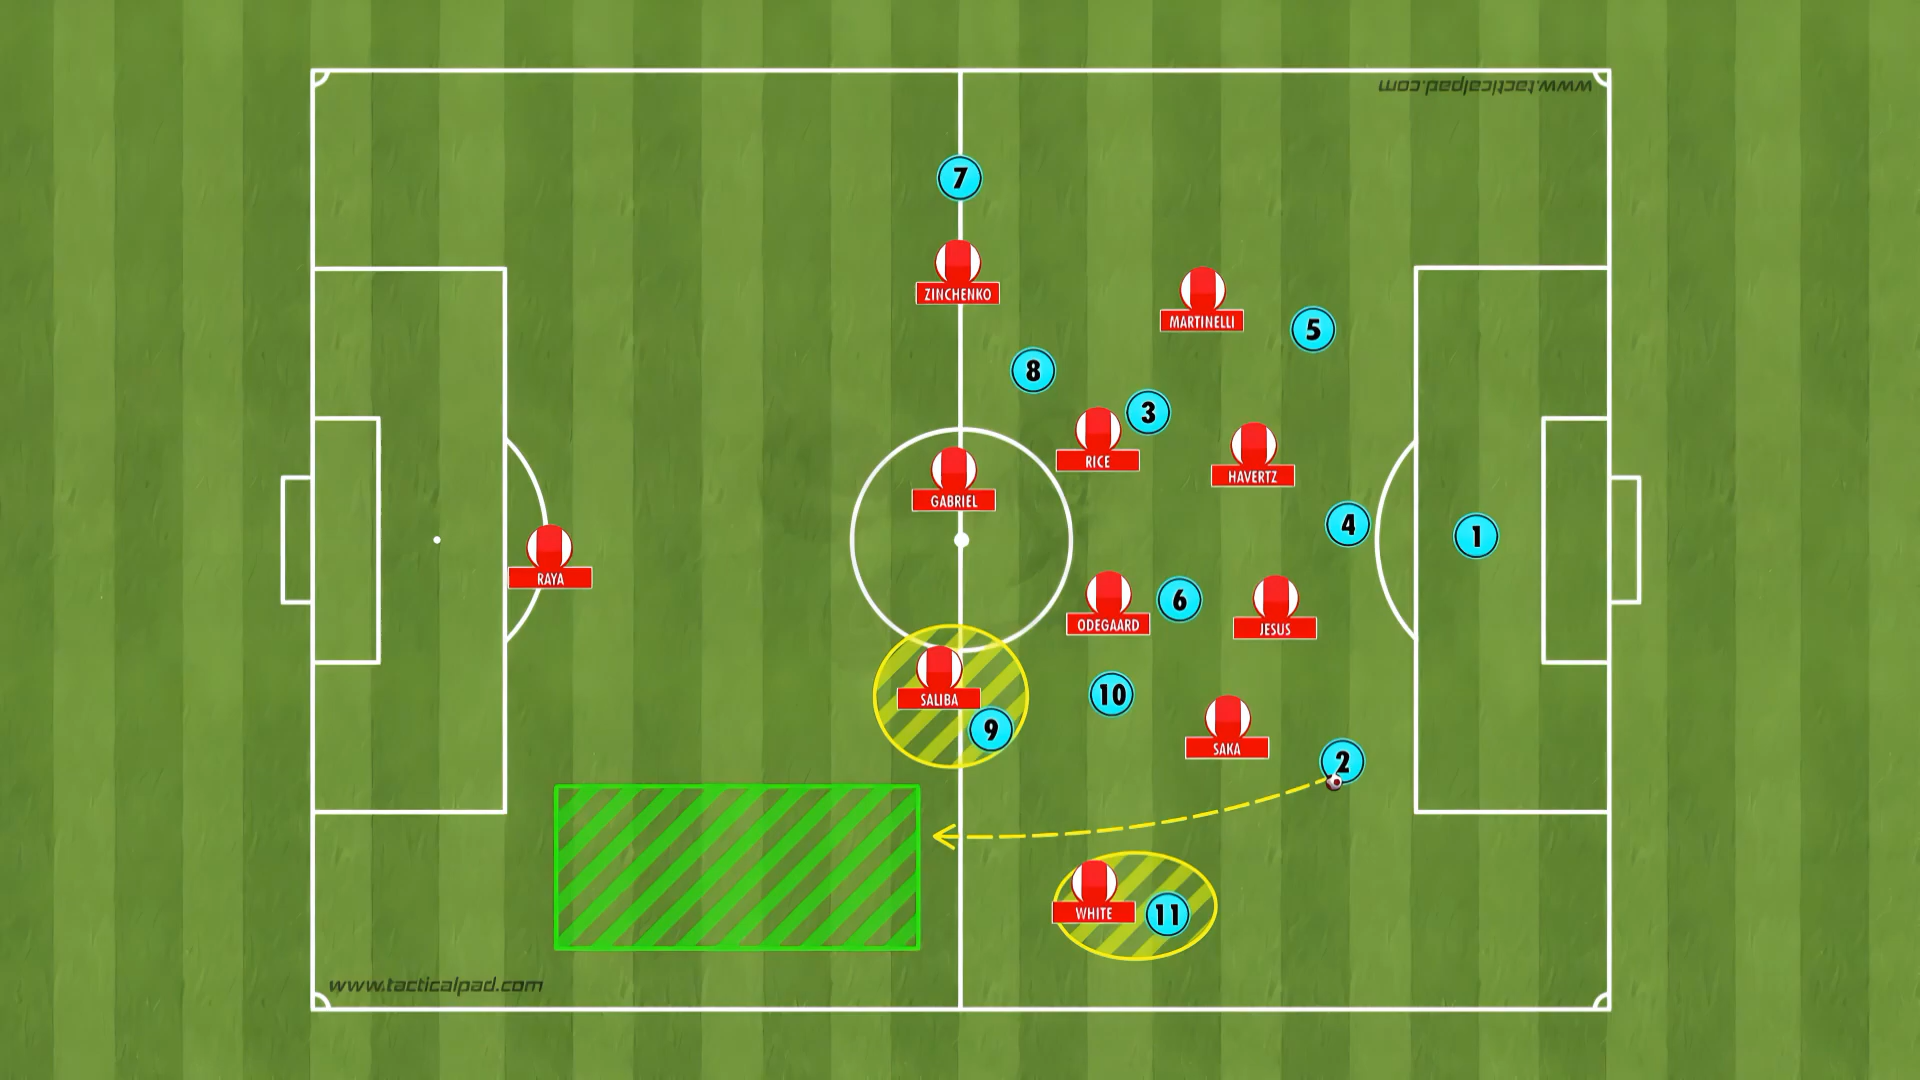 www.tacticalpad.com
7
ZINCHENKO
MARTINELLI
5
8
3
RICE
HAVERTZ
GABRIEL
4
1
RAYA
6
ODEGAARD
JESUS
SALIBA
10
9
SAKA
2
WHITE
11
www.tacticalpad.com